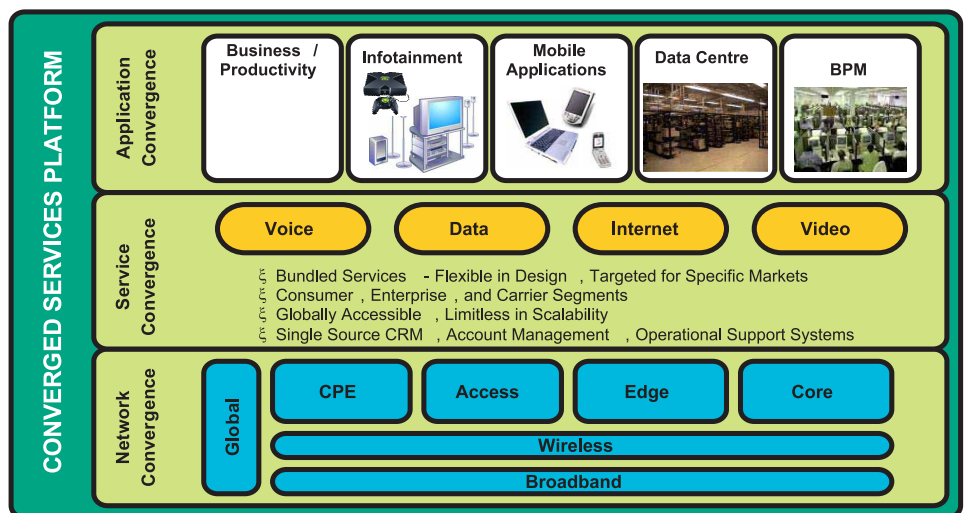 CONVERGED SERVICES PLATFORM
Application
Convergence
Business /
Productivity
Infotainment
Mobile
Applications
Data Centre
BPM
Service
Convergence
Voice
Data
Internet
Video
ξ Bundled Services - Flexible in Design , Targeted for Specific Markets
ξ Consumer , Enterprise , and Carrier Segments
ξ Globally Accessible , Limitless in Scalability
ξ Single Source CRM , Account Management , Operational Support Systems
Network
Convergence
Global
CPE
Access
Edge
Core
Wireless
Broadband